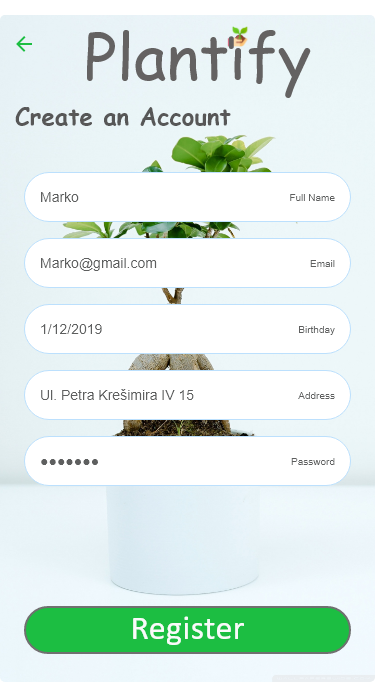 Plantify
Create an Account
Marko Full Name
Marko@gmail.com Email
1/12/2019 Birthday
Ul. Petra Krešimira IV 15 Address
●●●●●●● Password
Register